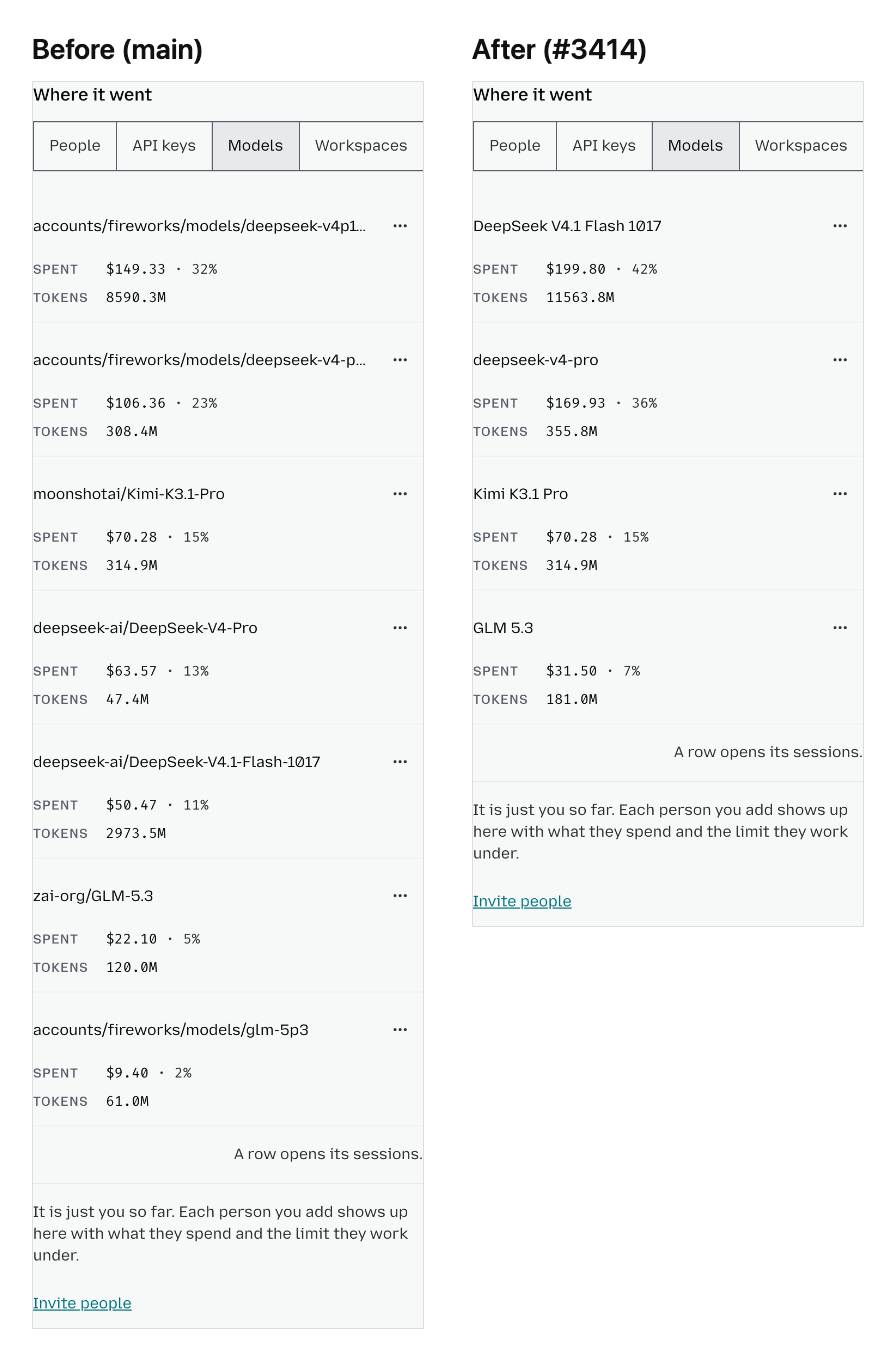 Before (main)
Where it went
People
API keys
Models
Workspaces
accounts/fireworks/models/deepseek-v4p1...
SPENT $149.33 · 32%
TOKENS 8590.3M
accounts/fireworks/models/deepseek-v4-p...
SPENT $106.36 · 23%
TOKENS 308.4M
moonshotai/Kimi-K3.1-Pro
SPENT $70.28 · 15%
TOKENS 314.9M
deepseek-ai/DeepSeek-V4-Pro
SPENT $63.57 · 13%
TOKENS 47.4M
deepseek-ai/DeepSeek-V4.1-Flash-1017
SPENT $50.47 · 11%
TOKENS 2973.5M
zai-org/GLM-5.3
SPENT $22.10 · 5%
TOKENS 120.0M
accounts/fireworks/models/glm-5p3
SPENT $9.40 · 2%
TOKENS 61.0M
A row opens its sessions.
It is just you so far. Each person you add shows up
here with what they spend and the limit they work
under.
Invite people
After (#3414)
Where it went
People
API keys
Models
Workspaces
DeepSeek V4.1 Flash 1017
SPENT $199.80 · 42%
TOKENS 11563.8M
deepseek-v4-pro
SPENT $169.93 · 36%
TOKENS 355.8M
Kimi K3.1 Pro
SPENT $70.28 · 15%
TOKENS 314.9M
GLM 5.3
SPENT $31.50 · 7%
TOKENS 181.0M
A row opens its sessions.
It is just you so far. Each person you add shows up
here with what they spend and the limit they work
under.
Invite people